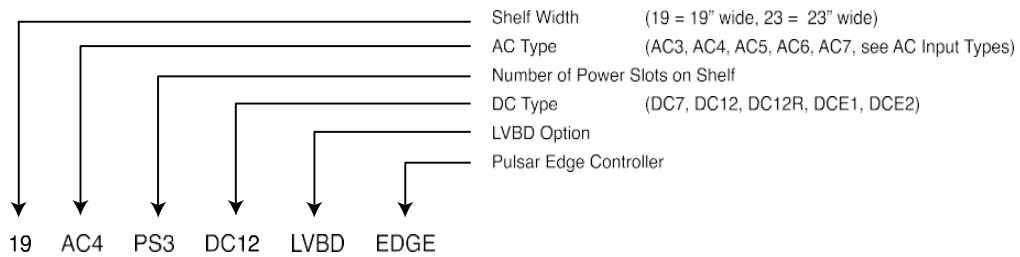 Shelf Width (19 = 19” wide, 23 = 23” wide)
AC Type (AC3, AC4, AC5, AC6, AC7, see AC Input Types)
Number of Power Slots on Shelf
DC Type (DC7, DC12, DC12R, DCE1, DCE2)
LVBD Option
Pulsar Edge Controller
19 AC4 PS3 DC12 LVBD EDGE